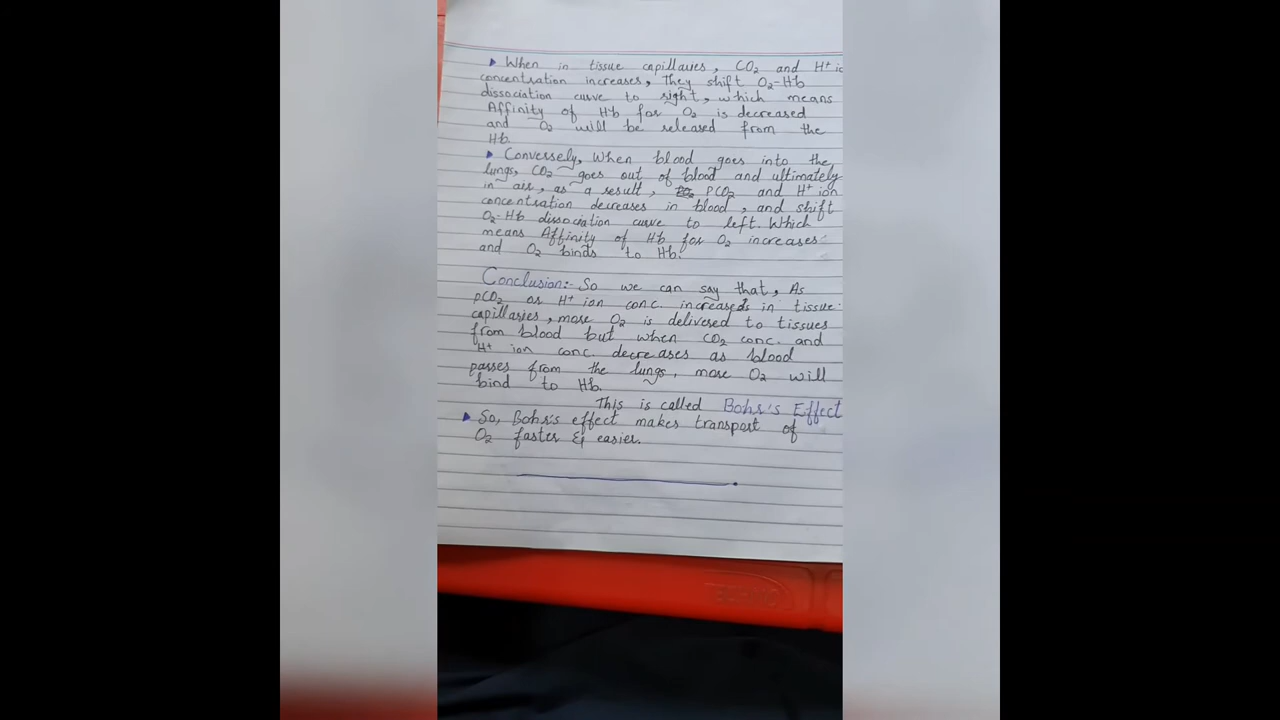 ▸ When in tissue capillaries, CO2 and H+ io
concentration increases, They shift O2-Hb
dissociation curve to right, which means
Affinity of Hb for O2 is decreased
and O2 will be released from the
Hb.
▸ Conversely, When blood goes into the
lungs, CO2 goes out of blood and ultimately
in air, as a result, PCO2 and H+ ion
concentration decreases in blood, and shift
O2-Hb dissociation curve to left. Which
means Affinity of Hb for O2 increases
and O2 binds to Hb.
Conclusion:- So we can say that, As
PCO2 or H+ ion conc. increases in tissue
capillaries, more O2 is delivered to tissues
from blood but when CO2 conc. and
H+ ion conc. decreases as blood
passes from the lungs, more O2 will
bind to Hb.
This is called Bohr's Effect
▸ So, Bohr's effect makes transport of
O2 faster & easier.